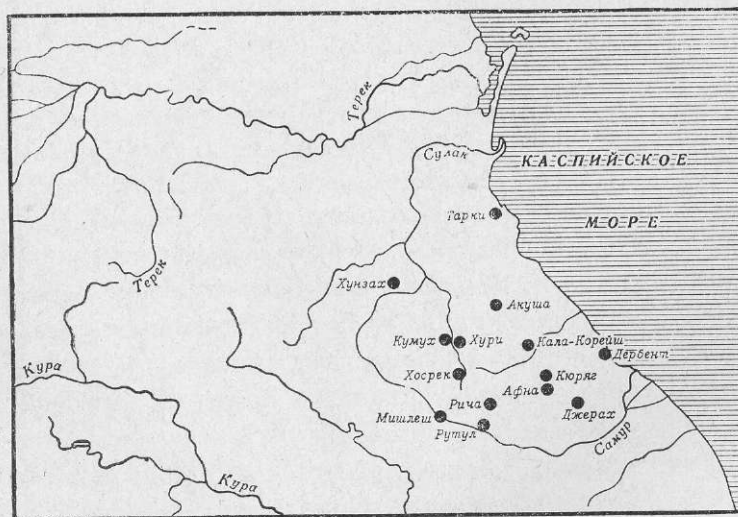 Терек
Сулак
КАСПИЙСКОЕ
МОРЕ
Тарки
Терек
Хунзах
Акуша
Кумух
Хури
Кала-Корейш
Дербент
Кура
Хосрек
Кюряг
Афна
Рича
Джерах
Мишлеш
Рутул
Самур
Кура